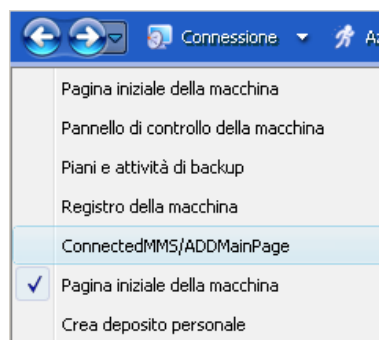 Connessione
Pagina iniziale della macchina
Pannello di controllo della macchina
Piani e attività di backup
Registro della macchina
ConnectedMMS/ADDMainPage
Pagina iniziale della macchina
Crea deposito personale